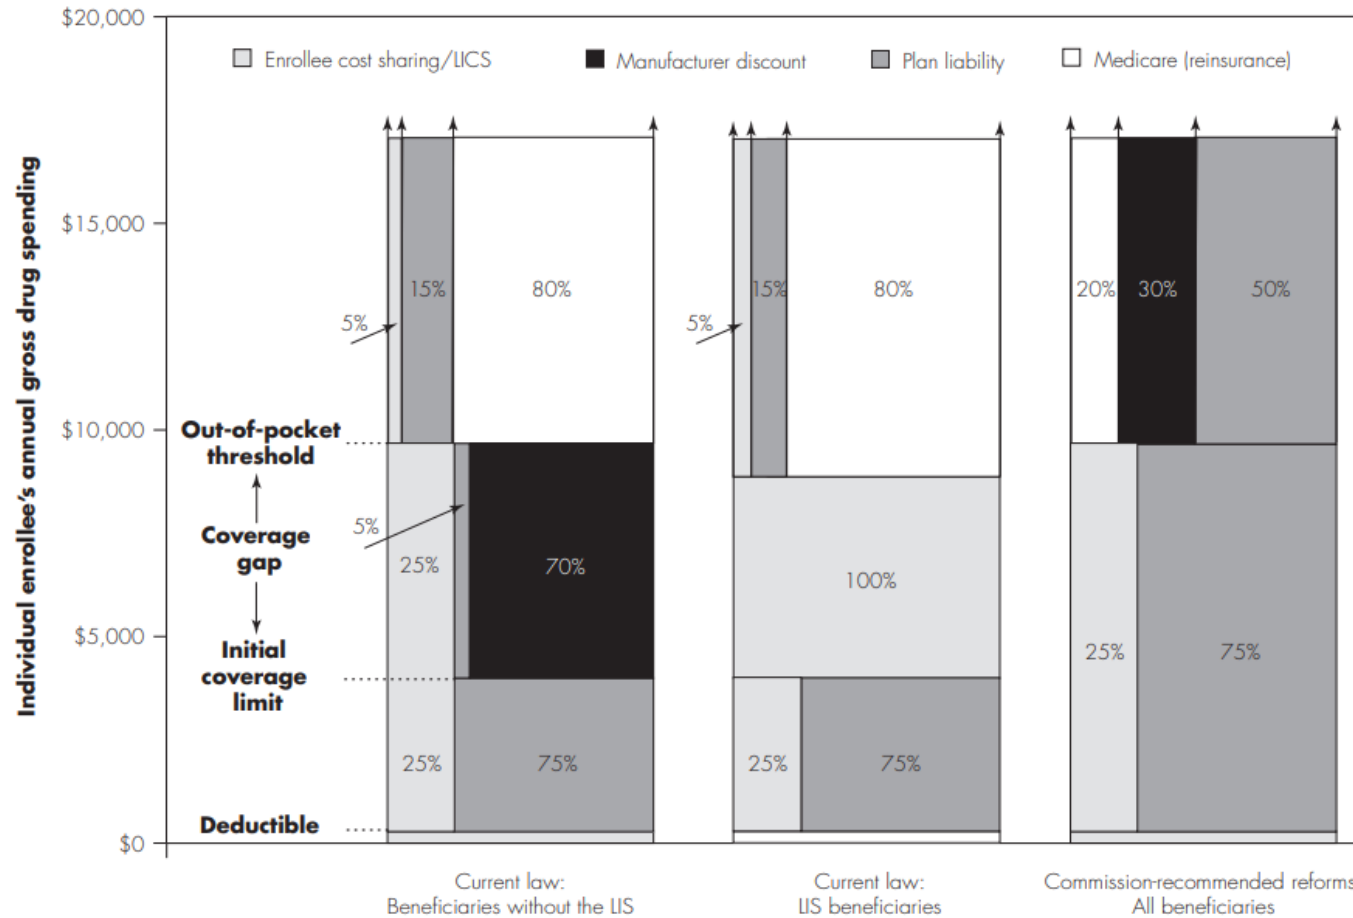 Individual enrollee's annual gross drug spending
$20,000
Enrollee cost sharing/LICS
Manufacturer discount
Plan liability
Medicare (reinsurance)
$15,000
15%
80%
5%
15%
80%
5%
20%
30%
50%
$10,000
Out-of-pocket
threshold
Coverage
gap
5%
25%
70%
100%
$5,000
Initial
coverage
limit
25%
75%
25%
75%
25%
75%
Deductible
$0
Current law:
Beneficiaries without the LIS
Current law:
LIS beneficiaries
Commission-recommended reforms
All beneficiaries